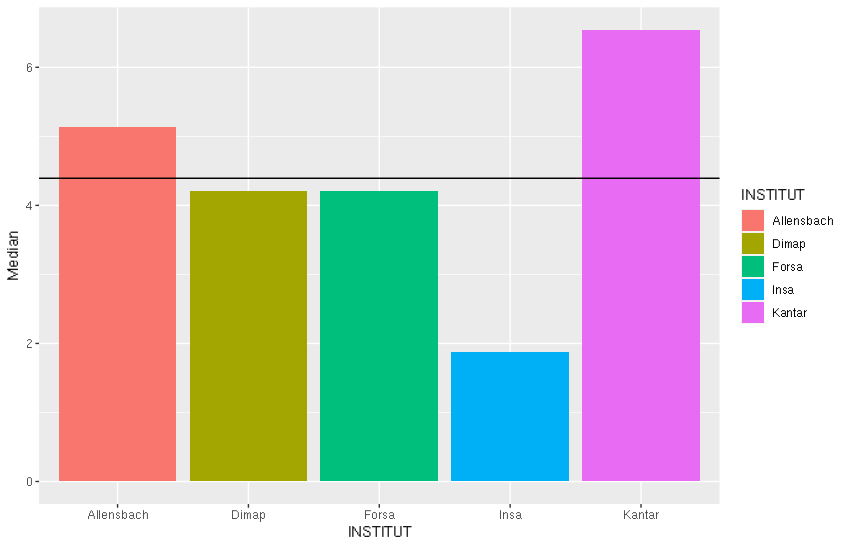 Median
6
4
2
0
Allensbach Dimap Forsa Insa Kantar
INSTITUT
INSTITUT
Allensbach
Dimap
Forsa
Insa
Kantar